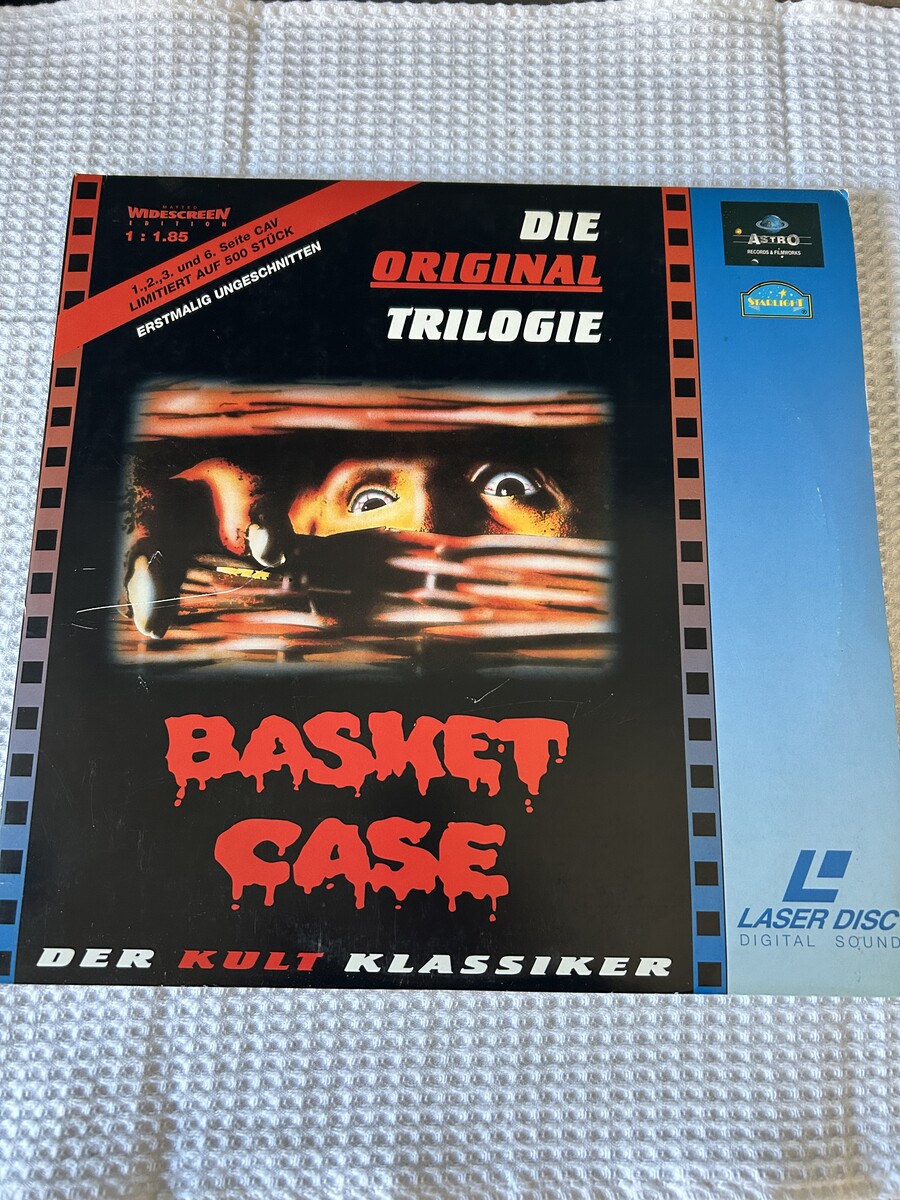 MATTED
WIDESCREEN
EDITION
1 : 1.85
1.,2.,3. und 6. Seite CAV
LIMITIERT AUF 500 STÜCK
ERSTMALIG UNGESCHNITTEN
DIE
ORIGINAL
TRILOGIE
ASTRO
RECORDS & FILMWORKS
STARLIGHT
BASKET
CASE
DER KULT KLASSIKER
LASER DISC
DIGITAL SOUND